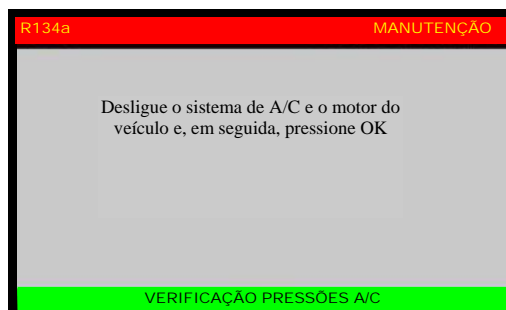 R134a MANUTENÇÃO
Desligue o sistema de A/C e o motor do
veículo e, em seguida, pressione OK
VERIFICAÇÃO PRESSÕES A/C